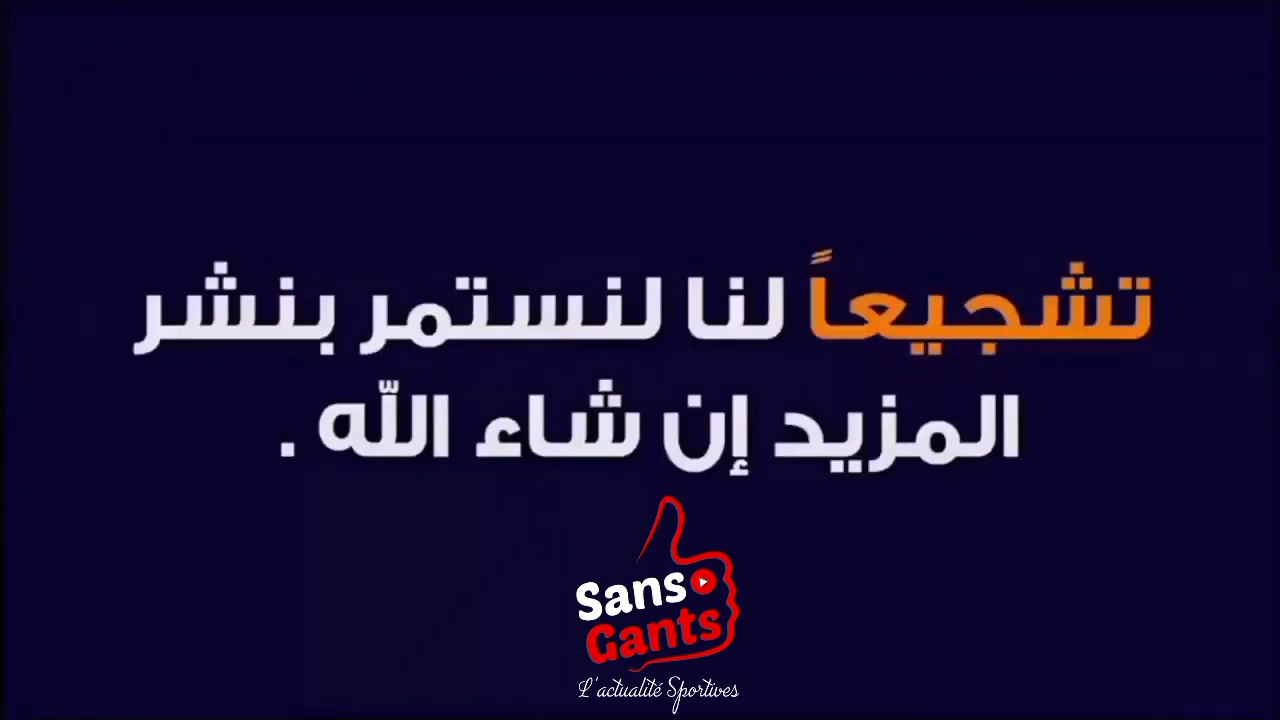 تشجيعاً لنا لنستمر بنشر
المزيد إن شاء اللّٰه .
Sans
Gants
L'actualité Sportives